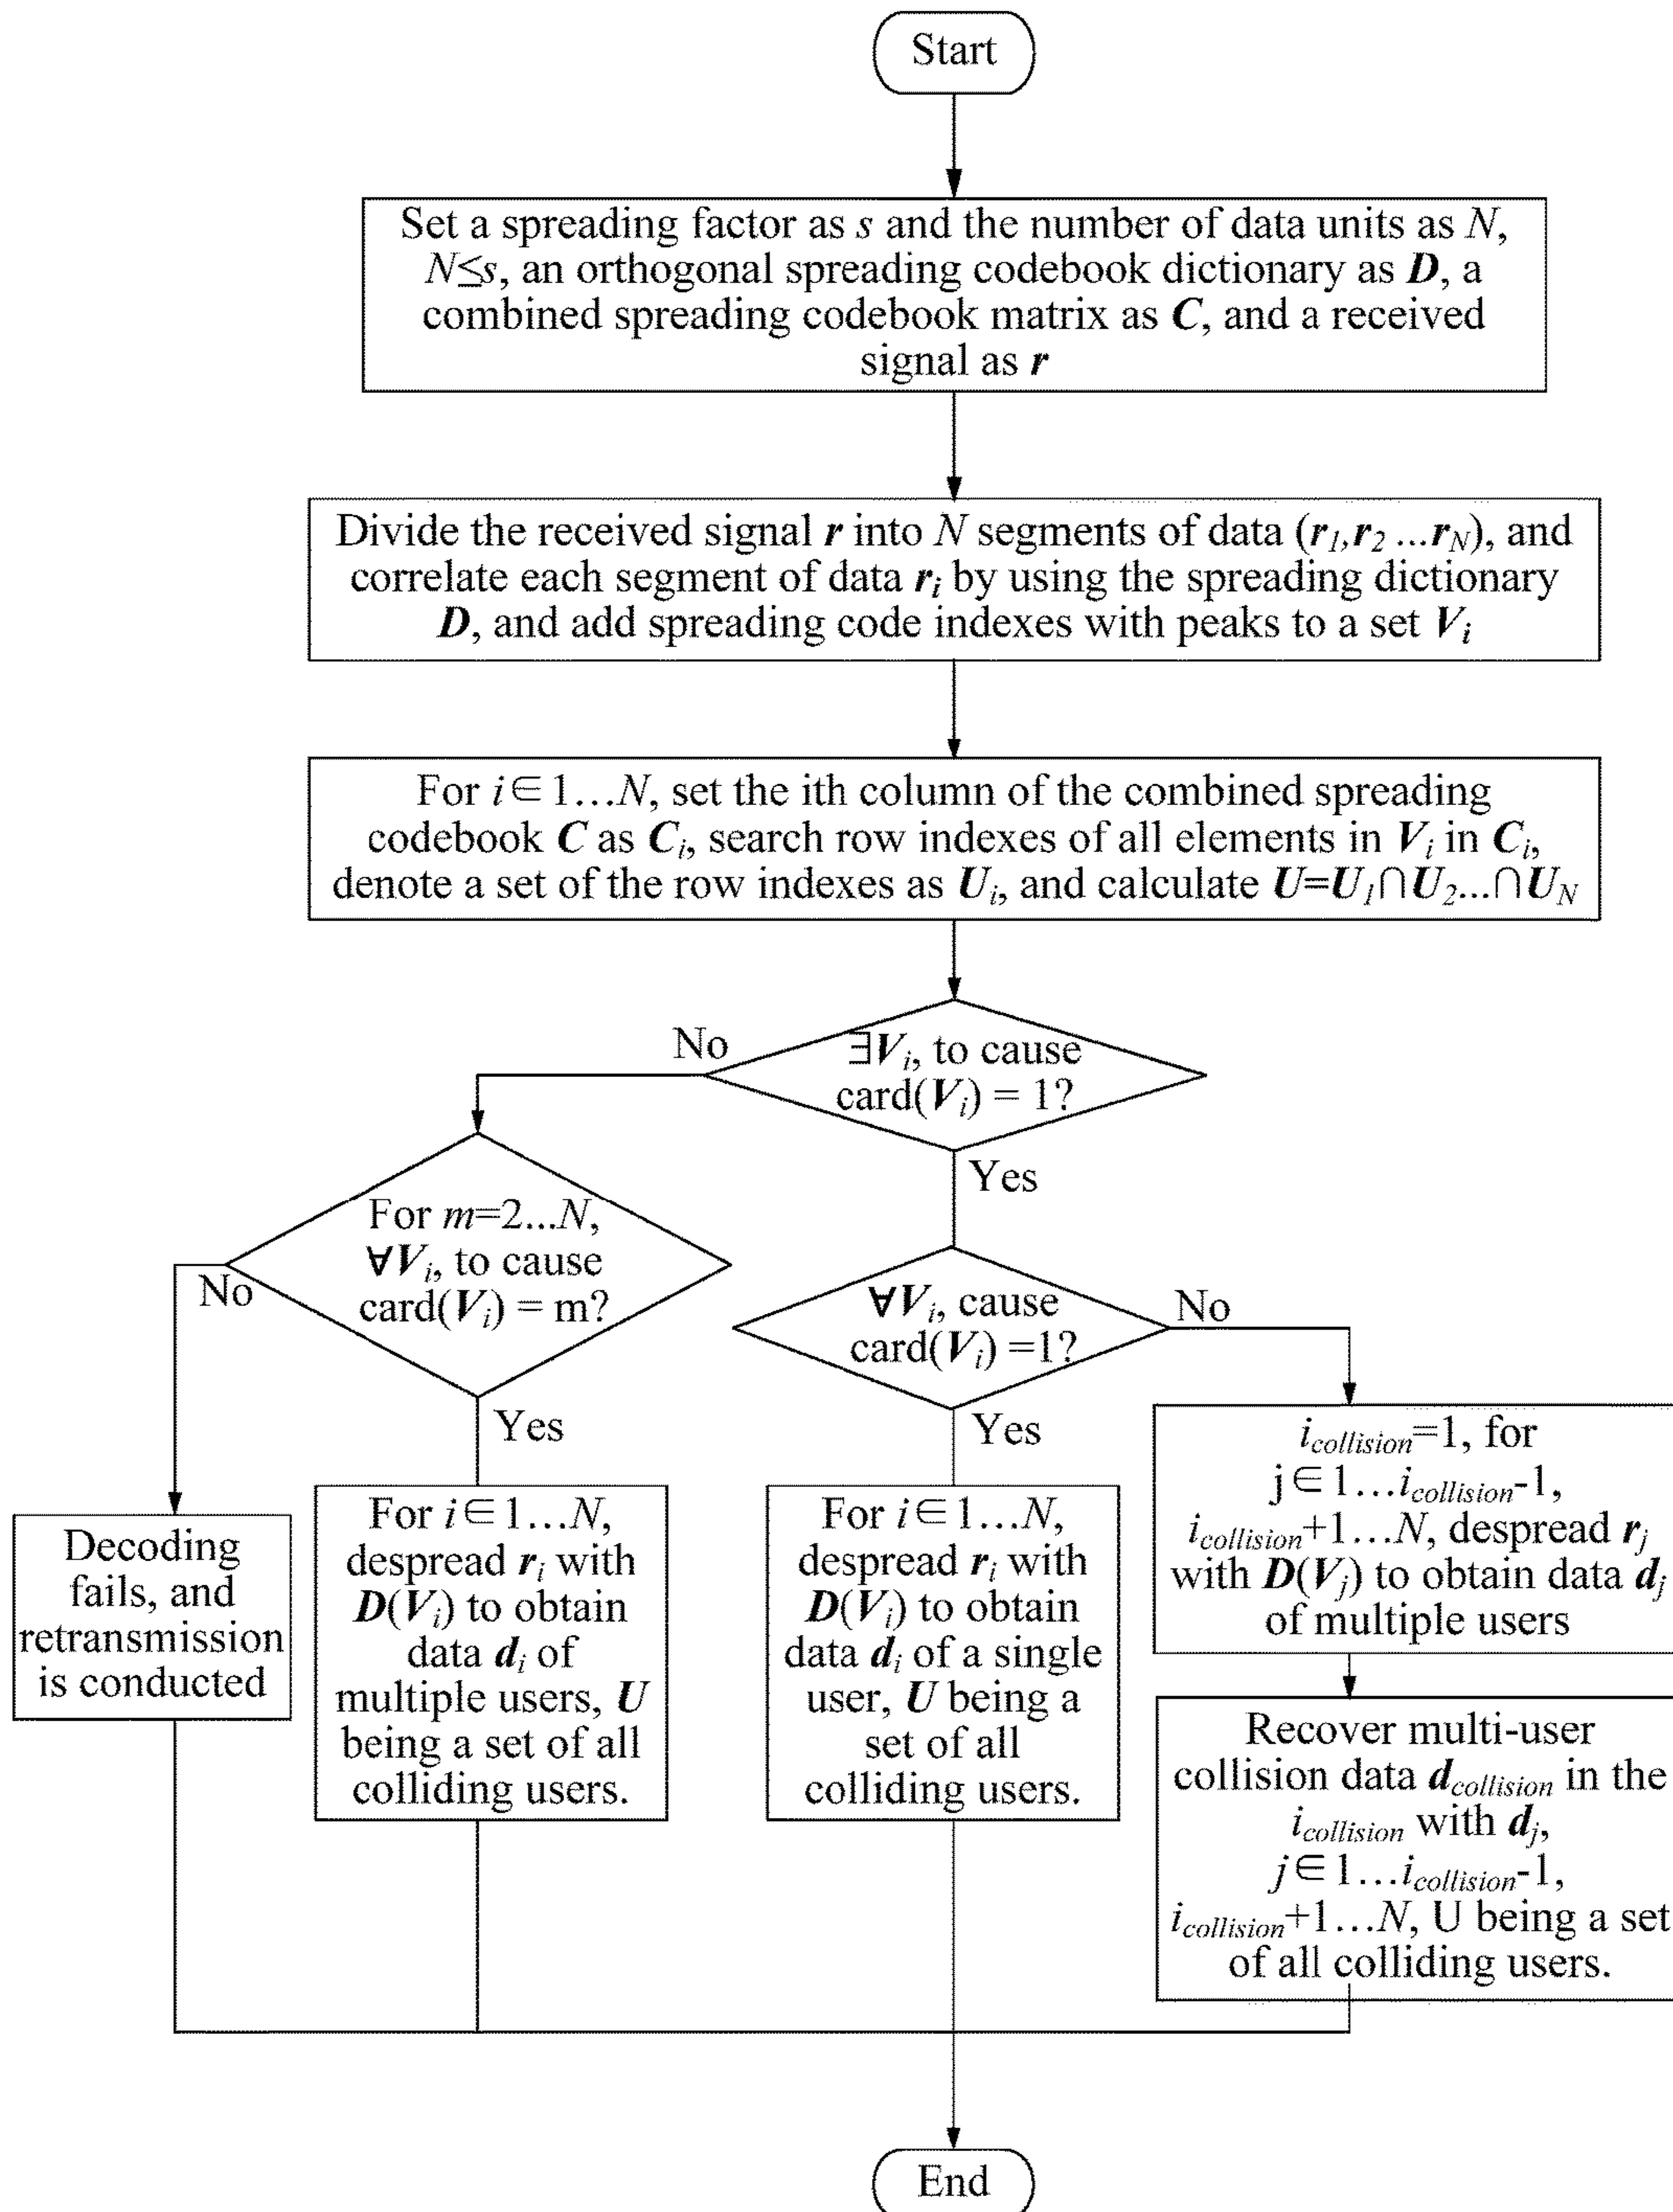 Start
Set a spreading factor as s and the number of data units as N,
N≤s, an orthogonal spreading codebook dictionary as D, a
combined spreading codebook matrix as C, and a received
signal as r
Divide the received signal r into N segments of data (r1,r2 ...rN), and
correlate each segment of data ri by using the spreading dictionary
D, and add spreading code indexes with peaks to a set Vi
For i∈1…N, set the ith column of the combined spreading
codebook C as Ci, search row indexes of all elements in Vi in Ci,
denote a set of the row indexes as Ui, and calculate U=U1∩U2...∩UN
∃Vi, to cause
card(Vi) = 1?
No
Yes
For m=2...N,
∀Vi, to cause
card(Vi) = m?
No
Yes
∀Vi, cause
card(Vi) =1?
No
Yes
Decoding
fails, and
retransmission
is conducted
For i∈1…N,
despread ri with
D(Vi) to obtain
data di of
multiple users, U
being a set of all
colliding users.
For i∈1…N,
despread ri with
D(Vi) to obtain
data di of a single
user, U being a
set of all
colliding users.
icollision=1, for
j∈1…icollision-1,
icollision+1…N, despread rj
with D(Vj) to obtain data dj
of multiple users
Recover multi-user
collision data dcollision in the
icollision with dj,
j∈1…icollision-1,
icollision+1…N, U being a set
of all colliding users.
End